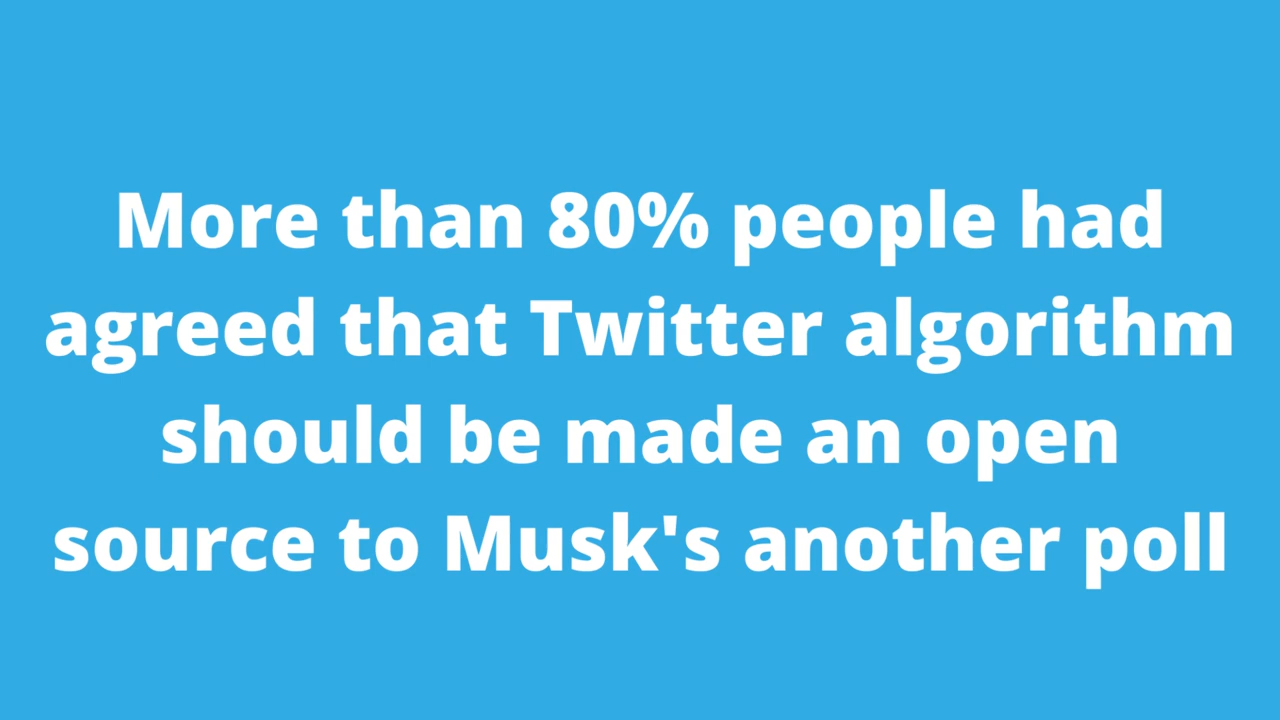 More than 80% people had
agreed that Twitter algorithm
should be made an open
source to Musk's another poll